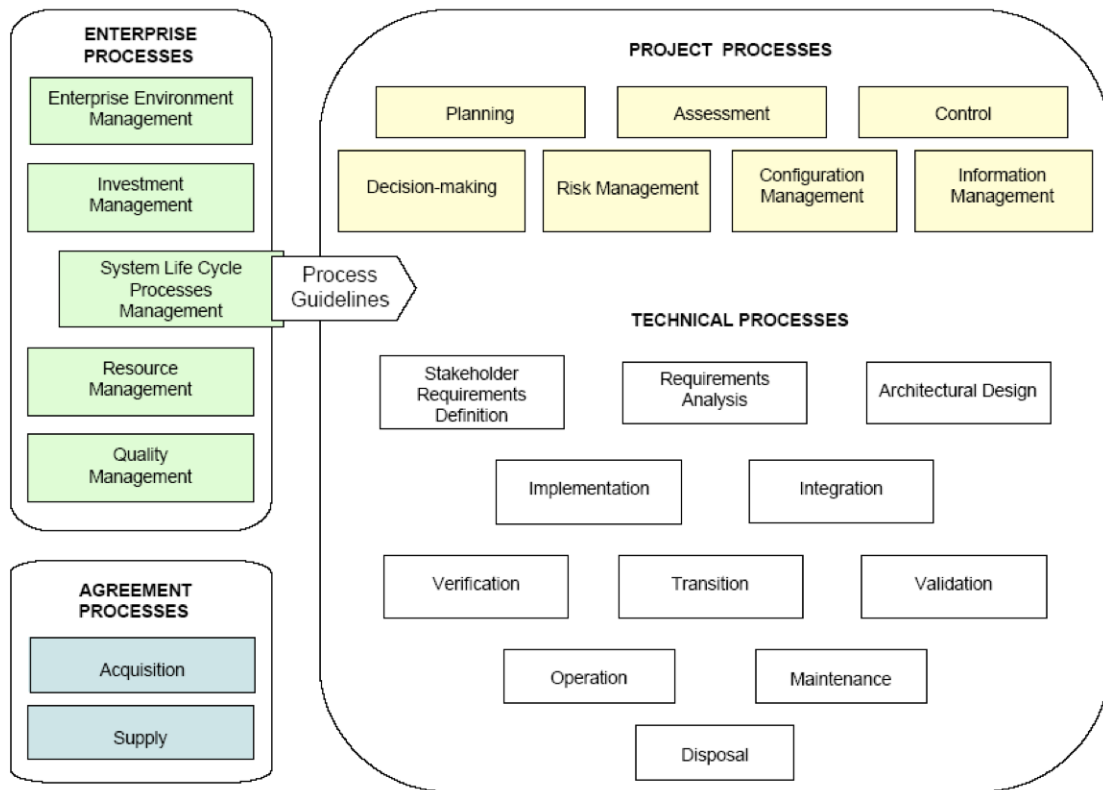 ENTERPRISE
PROCESSES
Enterprise Environment
Management
Investment
Management
System Life Cycle
Processes
Management
Resource
Management
Quality
Management
AGREEMENT
PROCESSES
Acquisition
Supply
Process
Guidelines
PROJECT PROCESSES
Planning
Assessment
Control
Decision-making
Risk Management
Configuration
Management
Information
Management
TECHNICAL PROCESSES
Stakeholder
Requirements
Definition
Requirements
Analysis
Architectural Design
Implementation
Integration
Verification
Transition
Validation
Operation
Maintenance
Disposal